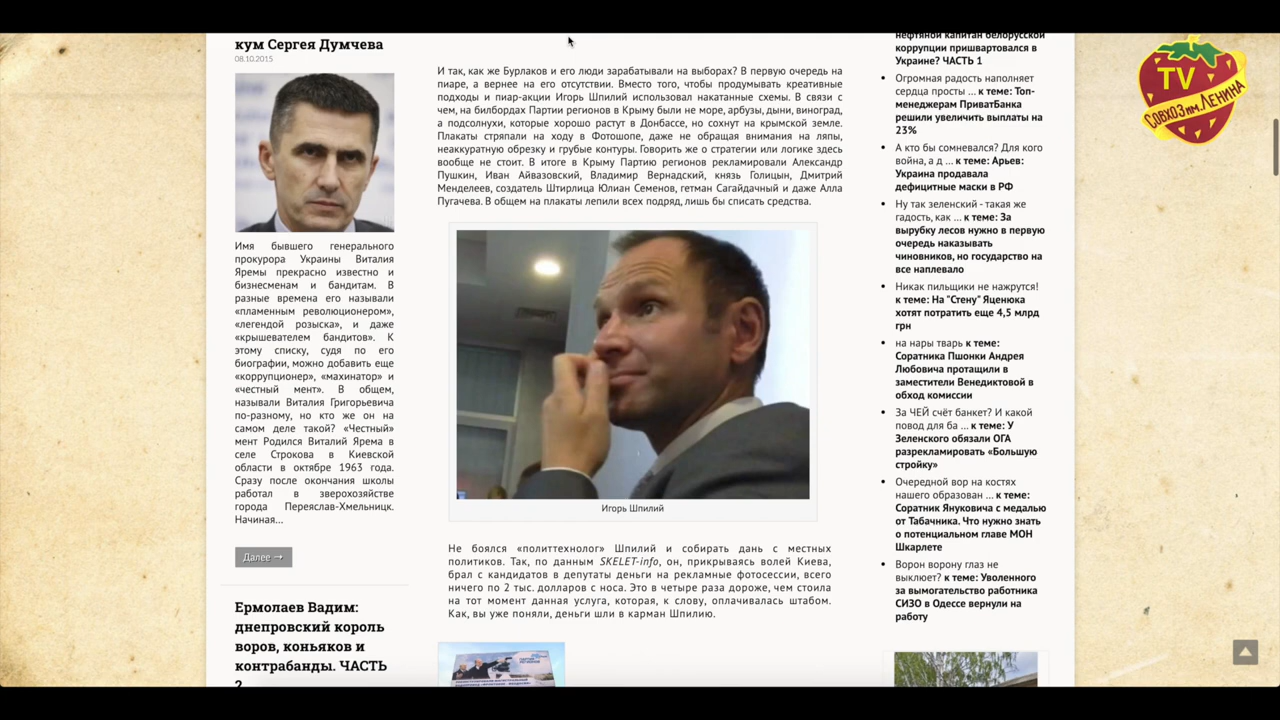 кум Сергея Думчева
08.10.2015
Имя бывшего генерального
прокурора Украины Виталия
Яремы прекрасно известно и
бизнесменам и бандитам. В
разные времена его называли
«пламенным революционером»,
«легендой розыска», и даже
«крышевателем бандитов». К
этому списку, судя по его
биографии, можно добавить еще
«коррупционер», «махинатор» и
«честный мент». В общем,
называли Виталия Григорьевича
по-разному, но кто же он на
самом деле такой? «Честный»
мент Родился Виталий Ярема в
селе Строкова в Киевской
области в октябре 1963 года.
Сразу после окончания школы
работал в зверохозяйстве
города Переяслав-Хмельницк.
Начиная...
Далее →
Ермолаев Вадим:
днепровский король
воров, коньяков и
контрабанды. ЧАСТЬ
2
И так, как же Бурлаков и его люди зарабатывали на выборах? В первую очередь на
пиаре, а вернее на его отсутствии. Вместо того, чтобы продумывать креативные
подходы и пиар-акции Игорь Шпилий использовал накатанные схемы. В связи с
чем, на билбордах Партии регионов в Крыму были не море, арбузы, дыни, виноград,
а подсолнухи, которые хорошо растут в Донбассе, но сохнут на крымской земле.
Плакаты стряпали на ходу в Фотошопе, даже не обращая внимания на ляпы,
неаккуратную обрезку и грубые контуры. Говорить же о стратегии или логике здесь
вообще не стоит. В итоге в Крыму Партию регионов рекламировали Александр
Пушкин, Иван Айвазовский, Владимир Вернадский, князь Голицын, Дмитрий
Менделеев, создатель Штирлица Юлиан Семенов, гетман Сагайдачный и даже Алла
Пугачева. В общем на плакаты лепили всех подряд, лишь бы списать средства.
Игорь Шпилий
Не боялся «политтехнолог» Шпилий и собирать дань с местных
политиков. Так, по данным SKELET-info, он, прикрываясь волей Киева,
брал с кандидатов в депутаты деньги на рекламные фотосессии, всего
ничего по 2 тыс. долларов с носа. Это в четыре раза дороже, чем стоила
на тот момент данная услуга, которая, к слову, оплачивалась штабом.
Как, вы уже поняли, деньги шли в карман Шпилию.
нефтяной капитан белорусской
коррупции пришвартовался в
Украине? ЧАСТЬ 1
Огромная радость наполняет
сердца просты ... к теме: Топ-
менеджерам ПриватБанка
решили увеличить выплаты на
23%
А кто бы сомневался? Для кого
война, а д ... к теме: Арьев:
Украина продавала
дефицитные маски в РФ
Ну так зеленский - такая же
гадость, как ... к теме: За
вырубку лесов нужно в первую
очередь наказывать
чиновников, но государство на
все наплевало
Никак пильщики не нажрутся!
к теме: На "Стену" Яценюка
хотят потратить еще 4,5 млрд
грн
на нары тварь к теме:
Соратника Пшонки Андрея
Любовича протащили в
заместители Венедиктовой в
обход комиссии
За ЧЕЙ счёт банкет? И какой
повод для ба ... к теме: У
Зеленского обязали ОГА
разрекламировать «Большую
стройку»
Очередной вор на костях
нашего образован ... к теме:
Соратник Януковича с медалью
от Табачника. Что нужно знать
о потенциальном главе МОН
Шкарлете
Ворон ворону глаз не
выклюет? к теме: Уволенного
за вымогательство работника
СИЗО в Одессе вернули на
работу
TV
СОВХОЗ им. ЛЕНИНА